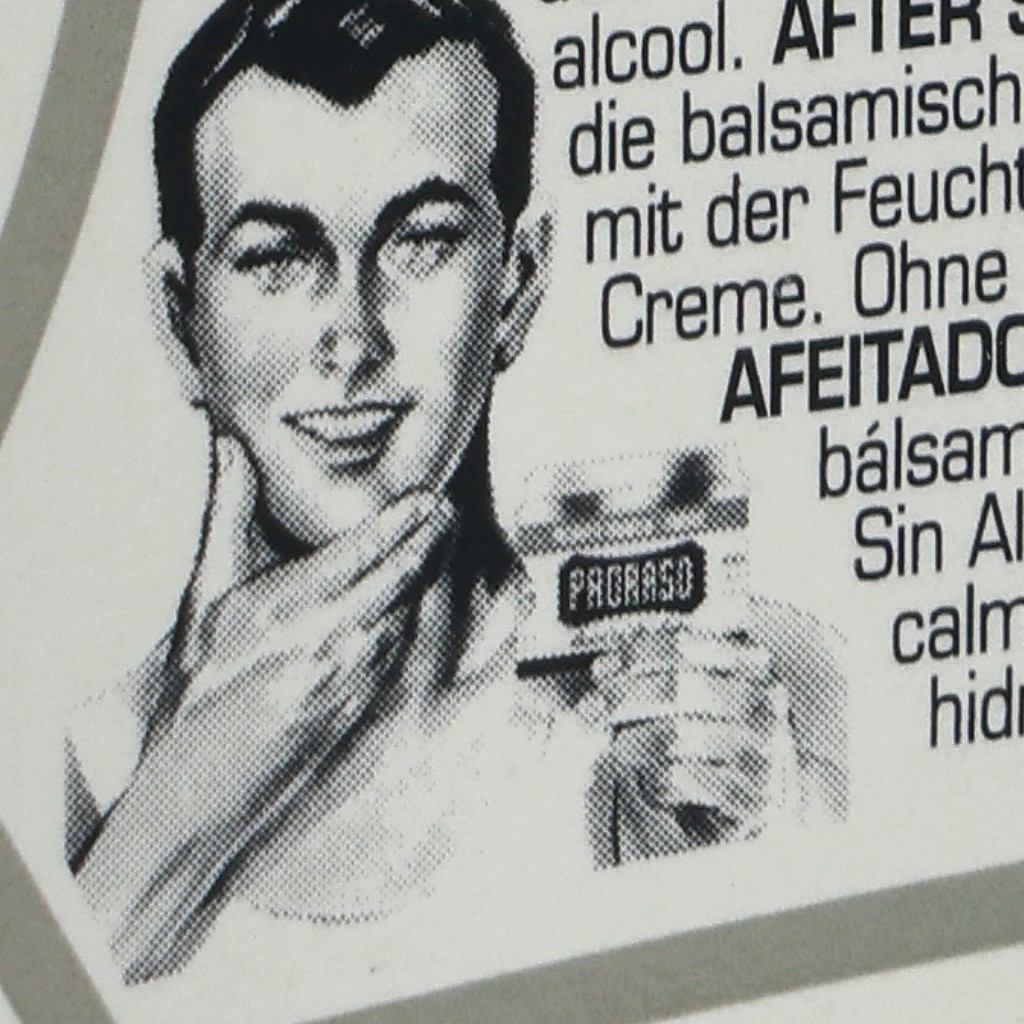 alcool. AFTER S
die balsamisch
mit der Feucht
Creme. Ohne
AFEITADO
bálsam
Sin Al
calm
hidr
PRORASO